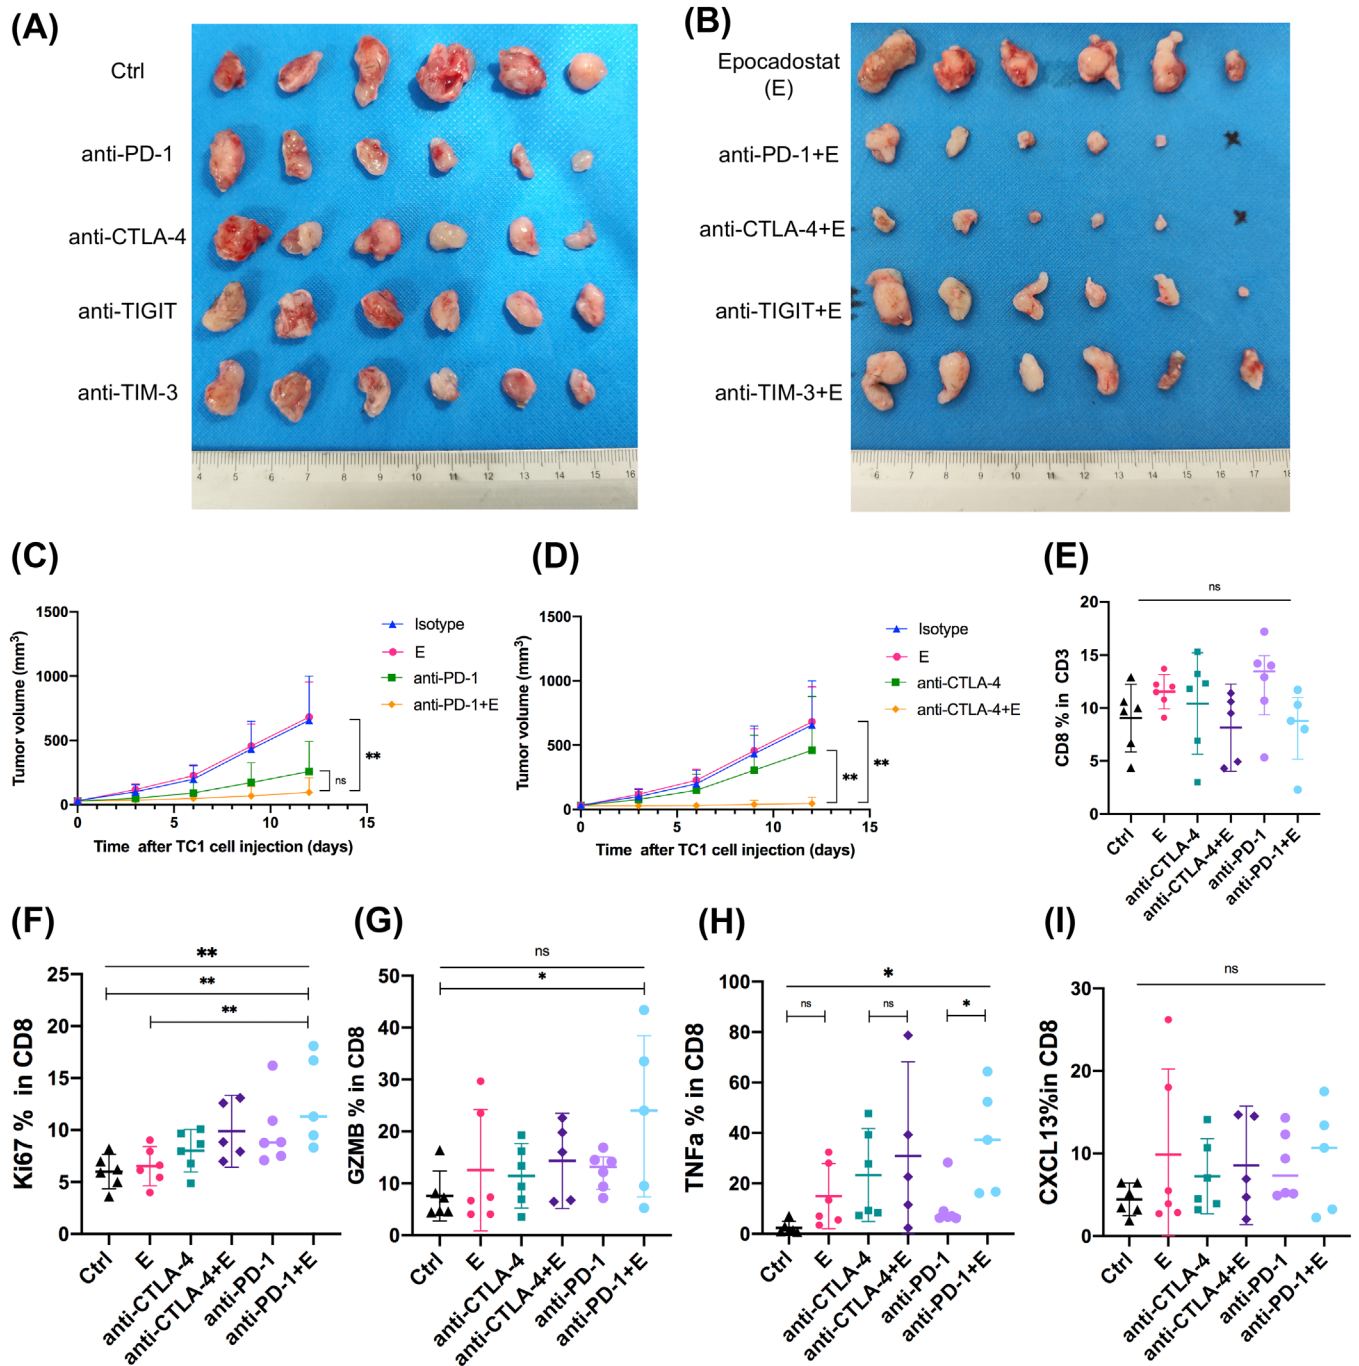 (A)
Ctrl
anti-PD-1
anti-CTLA-4
anti-TIGIT
anti-TIM-3
4 5 6 7 8 9 10 11 12 13 14 15 16
(B)
Epocadostat
(E)
anti-PD-1+E
anti-CTLA-4+E
anti-TIGIT+E
anti-TIM-3+E
6 7 8 9 10 11 12 13 14 15 16 17 18
(C)
Tumor volume (mm³)
1500
1000
500
0
0 5 10 15
Time after TC1 cell injection (days)
Isotype
E
anti-PD-1
anti-PD-1+E
ns
**
(D)
Tumor volume (mm³)
1500
1000
500
0
0 5 10 15
Time after TC1 cell injection (days)
Isotype
E
anti-CTLA-4
anti-CTLA-4+E
**
**
(E)
ns
CD8 % in CD3
20
15
10
5
0
Ctrl
E
anti-CTLA-4
anti-CTLA-4+E
anti-PD-1
anti-PD-1+E
(F)
**
**
**
Ki67 % in CD8
25
20
15
10
5
0
Ctrl
E
anti-CTLA-4
anti-CTLA-4+E
anti-PD-1
anti-PD-1+E
(G)
ns
*
GZMB % in CD8
50
40
30
20
10
0
Ctrl
E
anti-CTLA-4
anti-CTLA-4+E
anti-PD-1
anti-PD-1+E
(H)
*
ns
ns
*
TNFa % in CD8
100
80
60
40
20
0
Ctrl
E
anti-CTLA-4
anti-CTLA-4+E
anti-PD-1
anti-PD-1+E
(I)
ns
CXCL13%in CD8
30
20
10
0
Ctrl
E
anti-CTLA-4
anti-CTLA-4+E
anti-PD-1
anti-PD-1+E